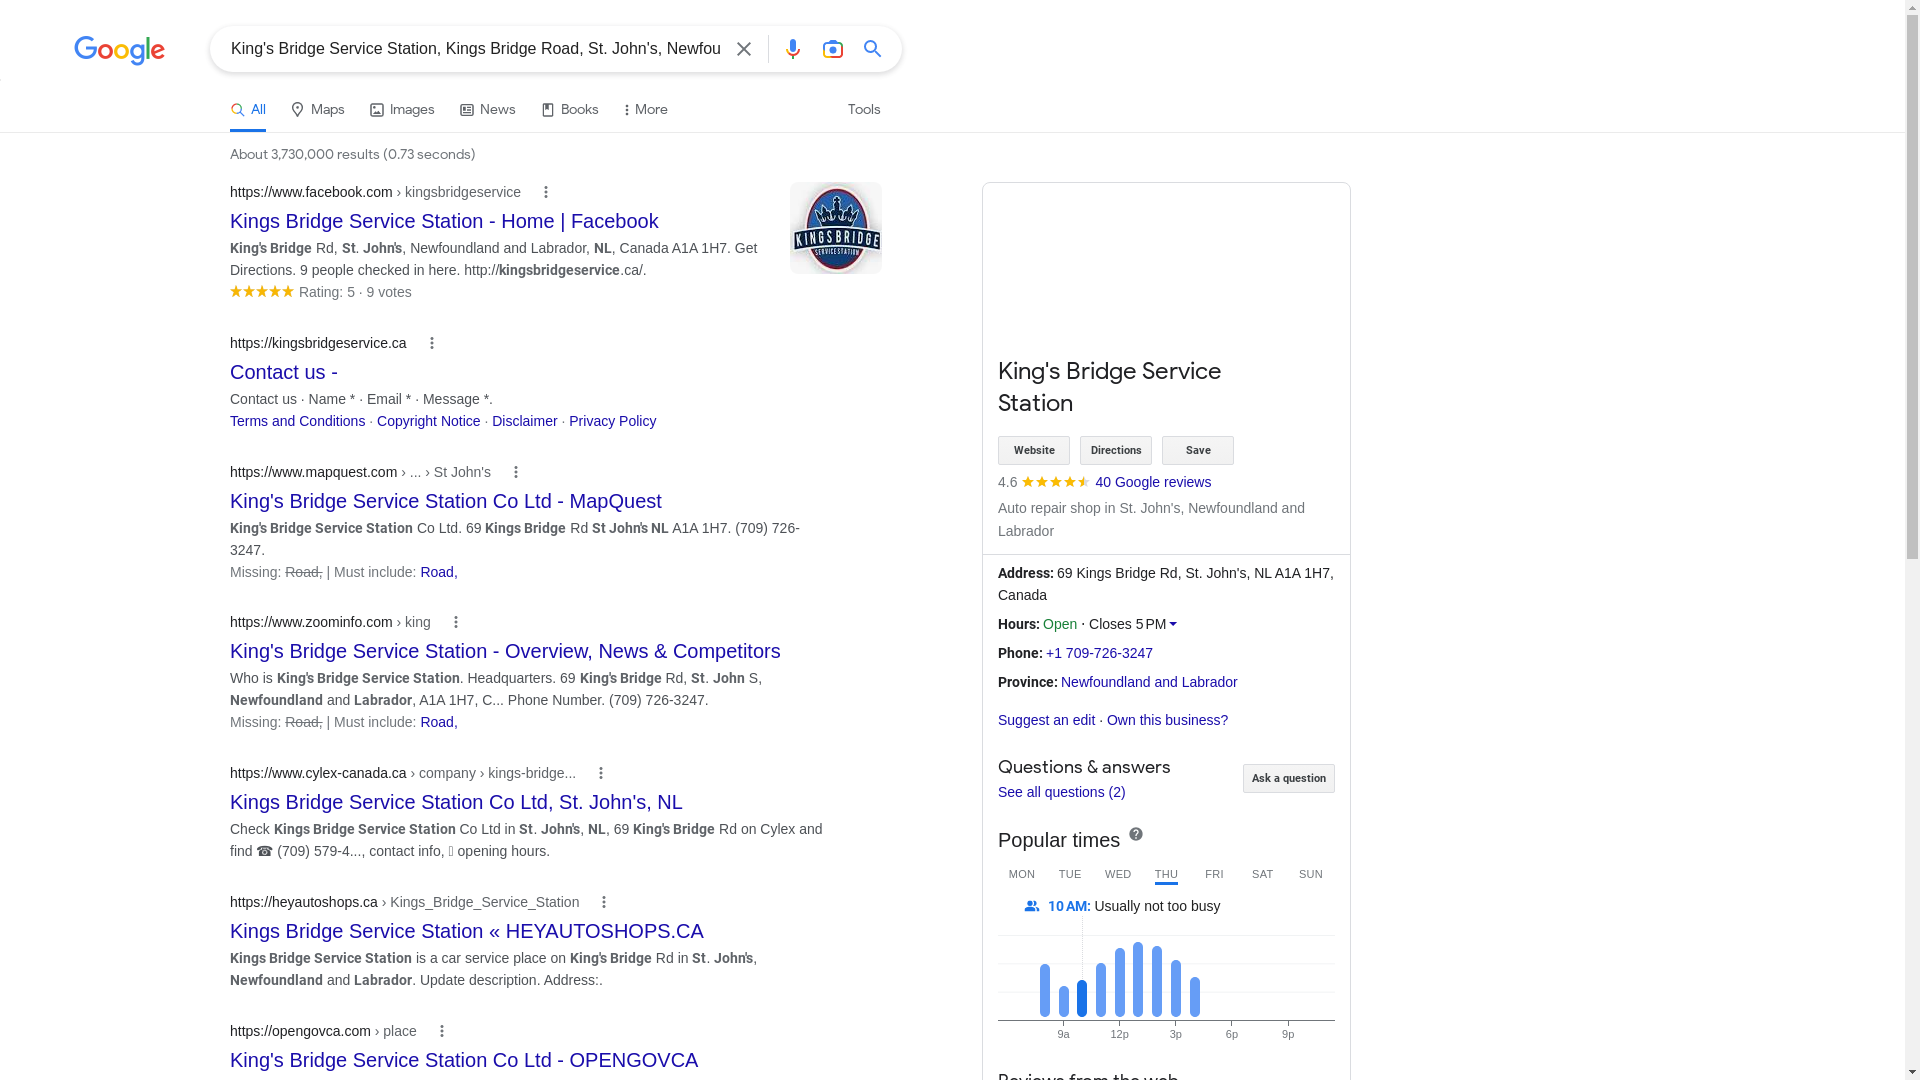 Google
King's Bridge Service Station, Kings Bridge Road, St. John's, Newfou
All
Maps
Images
News
Books
More
Tools
About 3,730,000 results (0.73 seconds)
https://www.facebook.com › kingsbridgeservice
Kings Bridge Service Station - Home | Facebook
King's Bridge Rd, St. John's, Newfoundland and Labrador, NL, Canada A1A 1H7. Get
Directions. 9 people checked in here. http://kingsbridgeservice.ca/.
Rating: 5 · 9 votes
KINGSBRIDGE
SERVICE STATION
https://kingsbridgeservice.ca
Contact us -
Contact us · Name * · Email * · Message *.
Terms and Conditions · Copyright Notice · Disclaimer · Privacy Policy
https://www.mapquest.com › ... › St John's
King's Bridge Service Station Co Ltd - MapQuest
King's Bridge Service Station Co Ltd. 69 Kings Bridge Rd St John's NL A1A 1H7. (709) 726-
3247.
Missing: Road, | Must include: Road,
https://www.zoominfo.com › king
King's Bridge Service Station - Overview, News & Competitors
Who is King's Bridge Service Station. Headquarters. 69 King's Bridge Rd, St. John S,
Newfoundland and Labrador, A1A 1H7, C... Phone Number. (709) 726-3247.
Missing: Road, | Must include: Road,
https://www.cylex-canada.ca › company › kings-bridge...
Kings Bridge Service Station Co Ltd, St. John's, NL
Check Kings Bridge Service Station Co Ltd in St. John's, NL, 69 King's Bridge Rd on Cylex and
find ☎ (709) 579-4..., contact info, opening hours.
https://heyautoshops.ca › Kings_Bridge_Service_Station
Kings Bridge Service Station « HEYAUTOSHOPS.CA
Kings Bridge Service Station is a car service place on King's Bridge Rd in St. John's,
Newfoundland and Labrador. Update description. Address:.
https://opengovca.com › place
King's Bridge Service Station Co Ltd - OPENGOVCA
King's Bridge Service
Station
Website
Directions
Save
4.6 40 Google reviews
Auto repair shop in St. John's, Newfoundland and
Labrador
Address: 69 Kings Bridge Rd, St. John's, NL A1A 1H7,
Canada
Hours: Open · Closes 5 PM
Phone: +1 709-726-3247
Province: Newfoundland and Labrador
Suggest an edit · Own this business?
Questions & answers
See all questions (2)
Ask a question
Popular times
MON TUE WED THU FRI SAT SUN
10 AM: Usually not too busy
9a 12p 3p 6p 9p
Reviews from the web